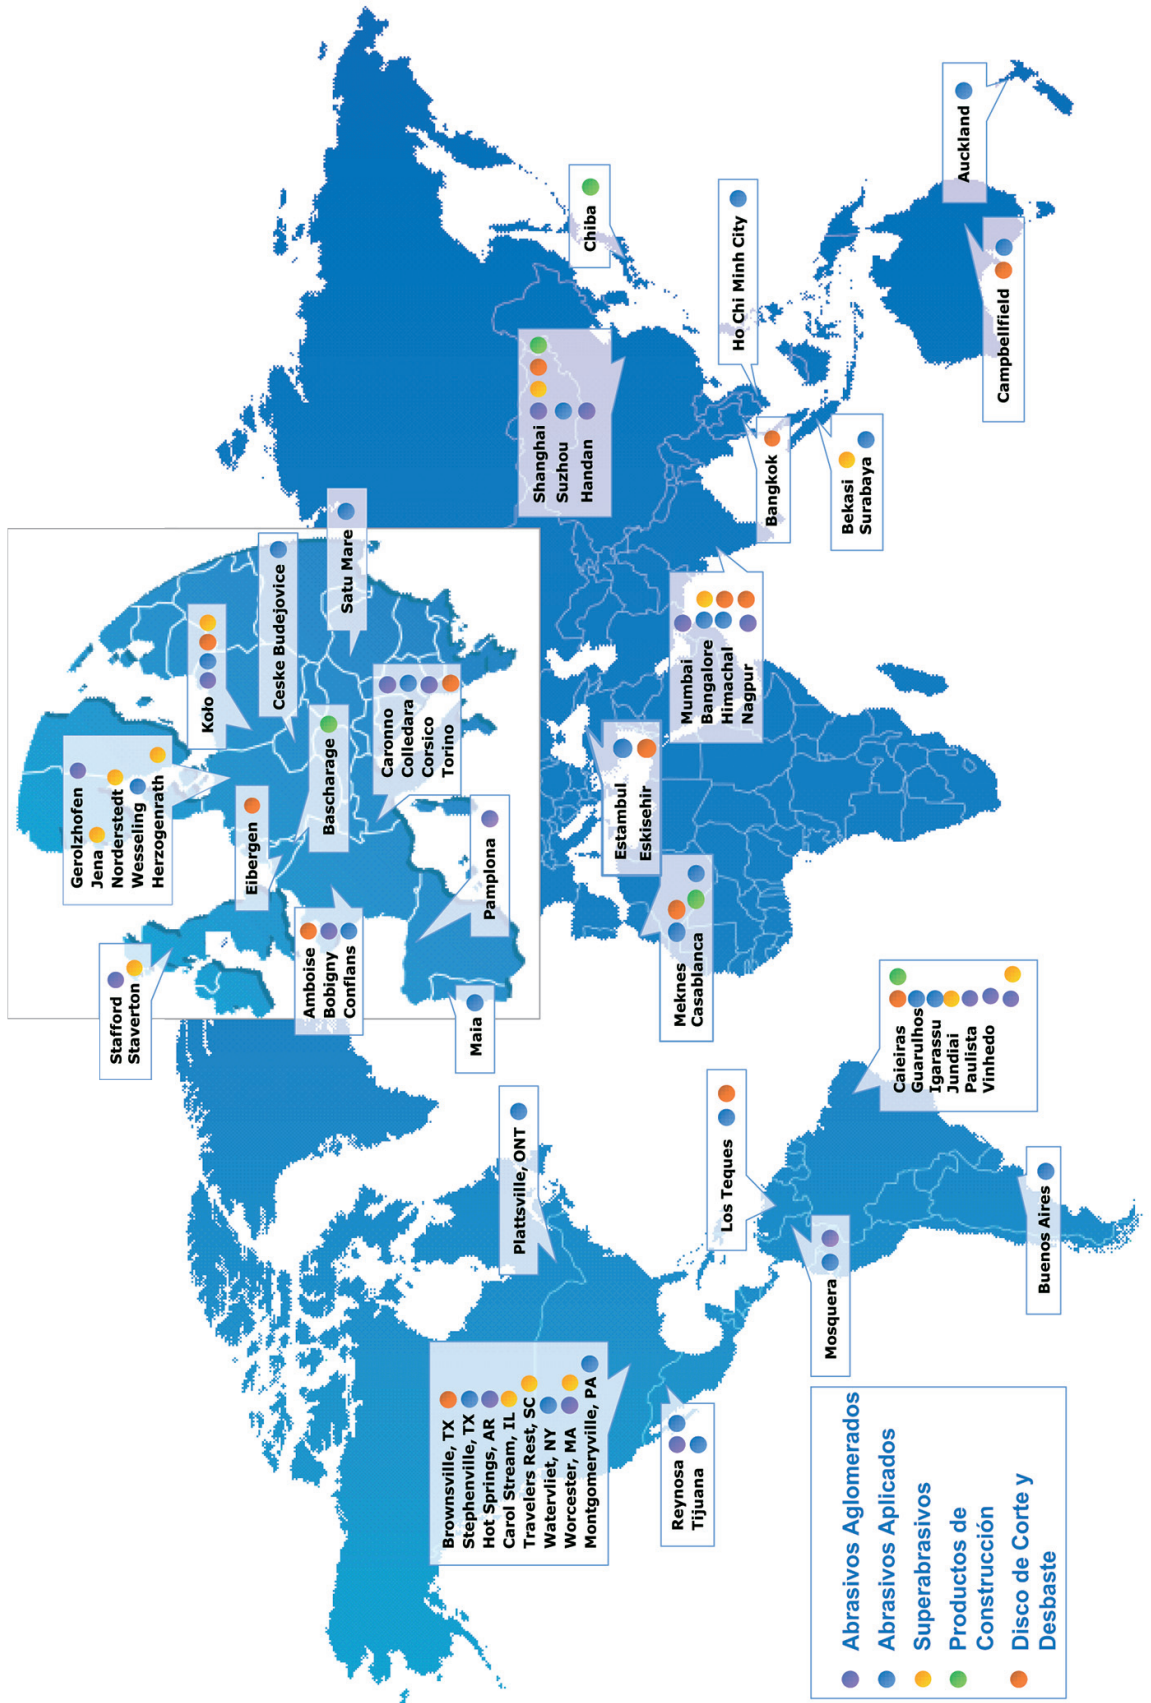 Stafford
Staverton
Gerolzhofen
Jena
Norderstedt
Wesseling
Herzogenrath
Koło
Ceske Budejovice
Satu Mare
Eibergen
Bascharage
Amboise
Bobigny
Conflans
Caronno
Colledara
Corsico
Torino
Maia
Pamplona
Brownsville, TX
Stephenville, TX
Hot Springs, AR
Carol Stream, IL
Travelers Rest, SC
Watervliet, NY
Worcester, MA
Montgomeryville, PA
Plattsville, ONT
Reynosa
Tijuana
Los Teques
Mosquera
Buenos Aires
Caieiras
Guarulhos
Igarassu
Jundiai
Paulista
Vinhedo
Meknes
Casablanca
Estambul
Eskisehir
Mumbai
Bangalore
Himachal
Nagpur
Shanghai
Suzhou
Handan
Chiba
Ho Chi Minh City
Bangkok
Bekasi
Surabaya
Campbellfield
Auckland
Abrasivos Aglomerados
Abrasivos Aplicados
Superabrasivos
Productos de
Construcción
Disco de Corte y
Desbaste